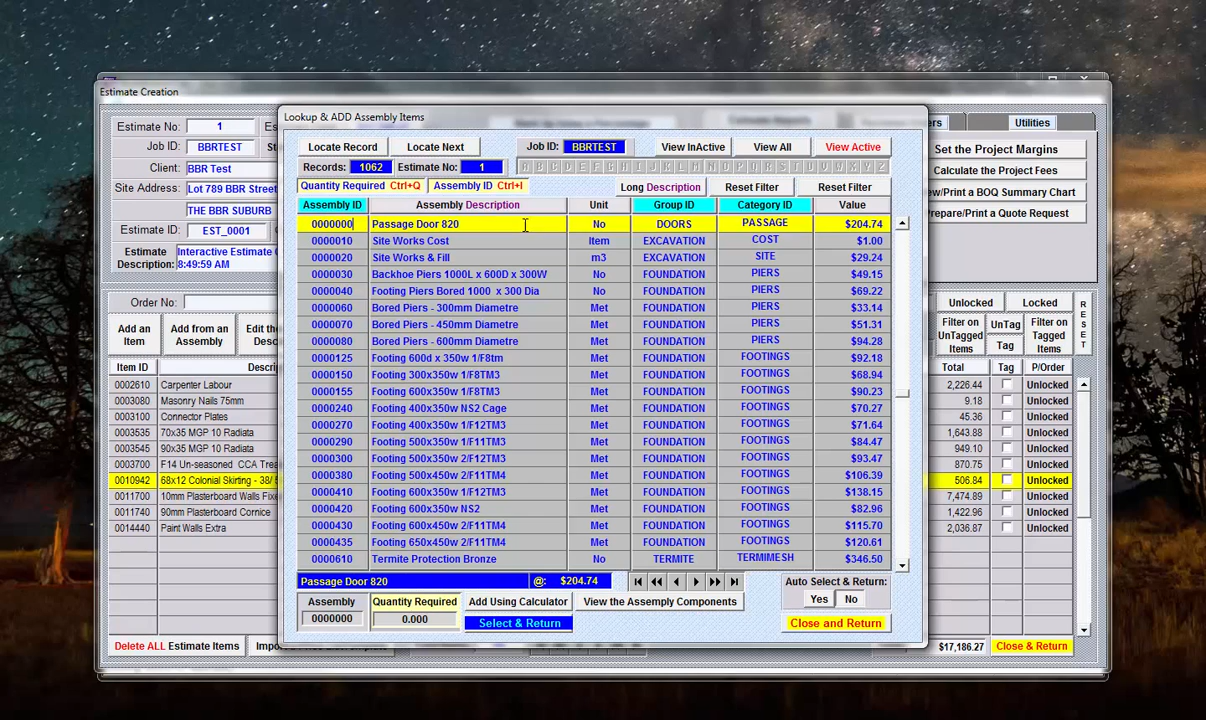 Estimate Creation
Estimate No: 1
Job ID: BBRTEST
Client: BBR Test
Site Address: Lot 789 BBR Street
THE BBR SUBURB
Estimate ID: EST_0001
Estimate Description: Interactive Estimate
8:49:59 AM
Utilities
Set the Project Margins
Calculate the Project Fees
View/Print a BOQ Summary Chart
Prepare/Print a Quote Request
Order No:
Add an Item
Add from an Assembly
Unlocked Locked
Filter on UnTagged Items
UnTag
Tag
Filter on Tagged Items
RESET
Item ID Total Tag P/Order
0002610 Carpenter Labour 2,226.44 Unlocked
0003080 Masonry Nails 75mm 9.18 Unlocked
0003100 Connector Plates 45.36 Unlocked
0003535 70x35 MGP 10 Radiata 1,643.88 Unlocked
0003545 90x35 MGP 10 Radiata 949.10 Unlocked
0003700 F14 Un-seasoned CCA 870.75 Unlocked
0010942 68x12 Colonial Skirting - 38/ 506.84 Unlocked
0011700 10mm Plasterboard Walls 7,474.89 Unlocked
0011740 90mm Plasterboard Cornice 1,422.96 Unlocked
0014440 Paint Walls Extra 2,036.87 Unlocked
Delete ALL Estimate Items
$17,186.27 Close & Return
Lookup & ADD Assembly Items
Locate Record Locate Next Job ID: BBRTEST View InActive View All View Active
Records: 1062 Estimate No: 1 A B C D E F G H I J K L M N O P Q R S T U V W X Y Z
Quantity Required Ctrl+Q Assembly ID Ctrl+I Long Description Reset Filter Reset Filter
Assembly ID Assembly Description Unit Group ID Category ID Value
0000000 Passage Door 820 No DOORS PASSAGE $204.74
0000010 Site Works Cost Item EXCAVATION COST $1.00
0000020 Site Works & Fill m3 EXCAVATION SITE $29.24
0000030 Backhoe Piers 1000L x 600D x 300W No FOUNDATION PIERS $49.15
0000040 Footing Piers Bored 1000 x 300 Dia No FOUNDATION PIERS $69.22
0000060 Bored Piers - 300mm Diametre Met FOUNDATION PIERS $33.14
0000070 Bored Piers - 450mm Diametre Met FOUNDATION PIERS $51.31
0000080 Bored Piers - 600mm Diametre Met FOUNDATION PIERS $94.28
0000125 Footing 600d x 350w 1/F8tm Met FOUNDATION FOOTINGS $92.18
0000150 Footing 300x350w 1/F8TM3 Met FOUNDATION FOOTINGS $68.94
0000155 Footing 600x350w 1/F8TM3 Met FOUNDATION FOOTINGS $90.23
0000240 Footing 400x350w NS2 Cage Met FOUNDATION FOOTINGS $70.27
0000270 Footing 400x350w 1/F12TM3 Met FOUNDATION FOOTINGS $71.64
0000290 Footing 500x350w 1/F11TM3 Met FOUNDATION FOOTINGS $84.47
0000300 Footing 500x350w 2/F11TM3 Met FOUNDATION FOOTINGS $93.47
0000380 Footing 500x450w 2/F11TM4 Met FOUNDATION FOOTINGS $106.39
0000410 Footing 600x350w 1/F12TM3 Met FOUNDATION FOOTINGS $138.15
0000420 Footing 600x350w NS2 Met FOUNDATION FOOTINGS $82.96
0000430 Footing 600x450w 2/F11TM4 Met FOUNDATION FOOTINGS $115.70
0000435 Footing 650x450w 2/F11TM4 Met FOUNDATION FOOTINGS $120.61
0000610 Termite Protection Bronze No TERMITE TERMIMESH $346.50
Passage Door 820 @: $204.74
Auto Select & Return:
Yes No
Assembly Quantity Required Add Using Calculator View the Assemply Components
0000000 0.000 Select & Return Close and Return